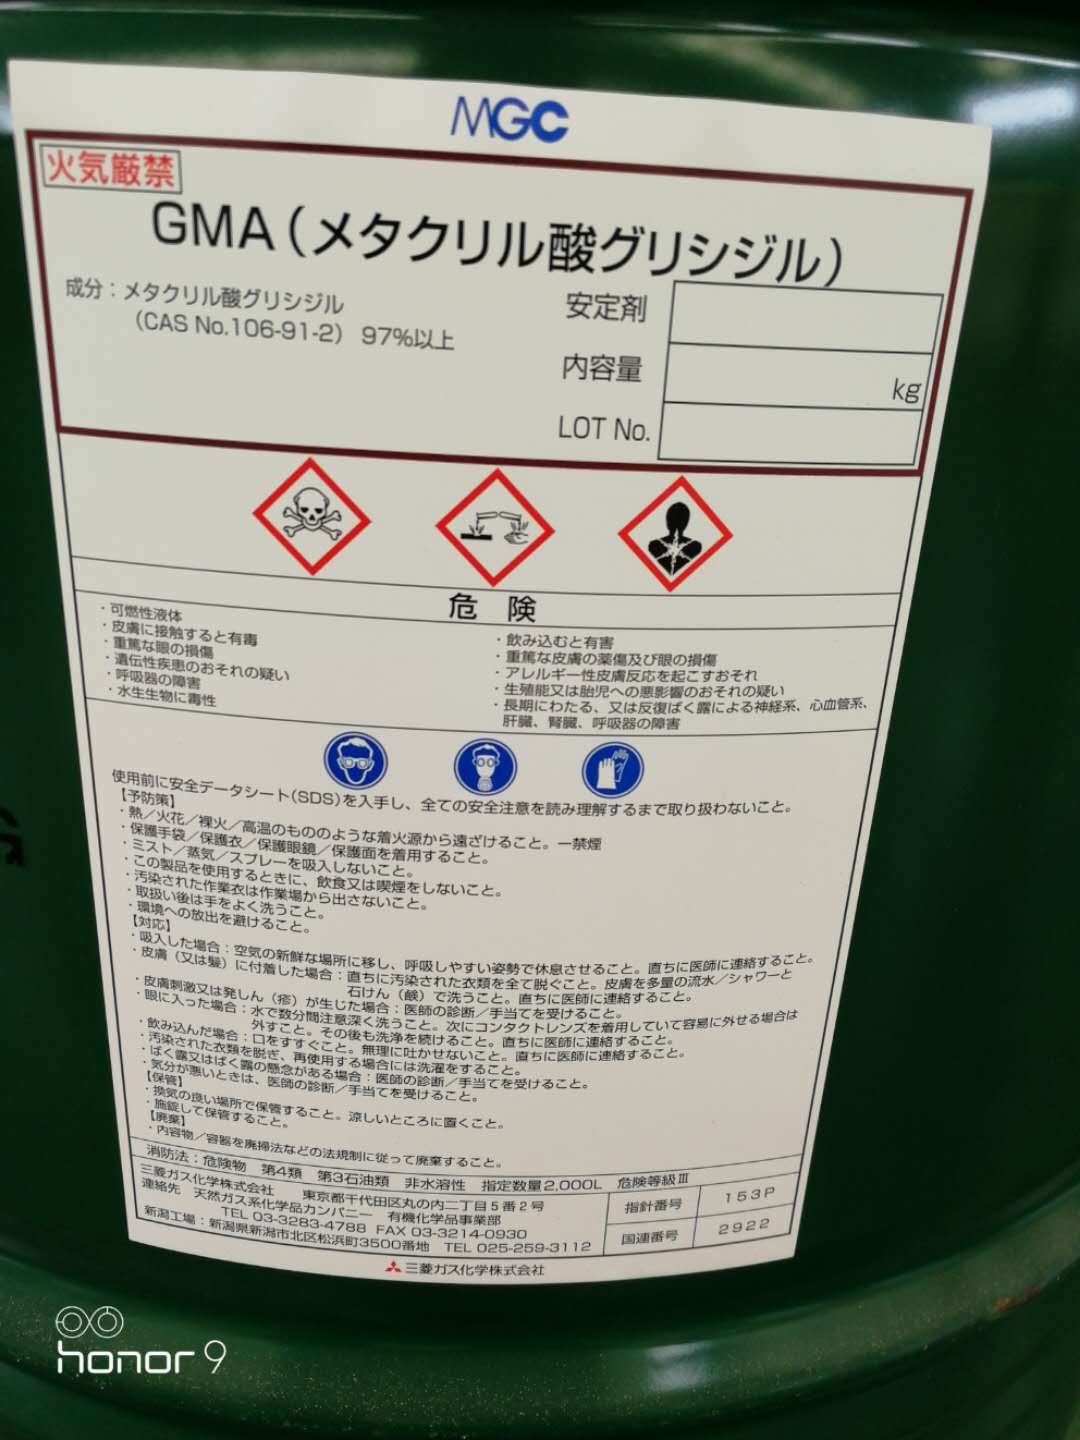 MGC
火気厳禁
GMA（メタクリル酸グリシジル）
成分：メタクリル酸グリシジル
（CAS No.106-91-2） 97%以上
安定剤
内容量
kg
LOT No.
危 険
・可燃性液体
・皮膚に接触すると有毒
・重篤な眼の損傷
・遺伝性疾患のおそれの疑い
・呼吸器の障害
・水生生物に毒性
・飲み込むと有害
・重篤な皮膚の薬傷及び眼の損傷
・アレルギー性皮膚反応を起こすおそれ
・生殖能又は胎児への悪影響のおそれの疑い
・長期にわたる、又は反復ばく露による神経系、心血管系、
肝臓、腎臓、呼吸器の障害
使用前に安全データシート（SDS）を入手し、全ての安全注意を読み理解するまで取り扱わないこと。
【予防策】
・熱／火花／裸火／高温のもののような着火源から遠ざけること。ー禁煙
・保護手袋／保護衣／保護眼鏡／保護面を着用すること。
・ミスト／蒸気／スプレーを吸入しないこと。
・この製品を使用するときに、飲食又は喫煙をしないこと。
・汚染された作業衣は作業場から出さないこと。
・取扱い後は手をよく洗うこと。
・環境への放出を避けること。
【対応】
・吸入した場合：空気の新鮮な場所に移し、呼吸しやすい姿勢で休息させること。直ちに医師に連絡すること。
・皮膚（又は髪）に付着した場合：直ちに汚染された衣類を全て脱ぐこと。皮膚を多量の流水／シャワーと
石けん（鹸）で洗うこと。直ちに医師に連絡すること。
・皮膚刺激又は発しん（疹）が生じた場合：医師の診断／手当てを受けること。
・眼に入った場合：水で数分間注意深く洗うこと。次にコンタクトレンズを着用していて容易に外せる場合は
外すこと。その後も洗浄を続けること。直ちに医師に連絡すること。
・飲み込んだ場合：口をすすぐこと。無理に吐かせないこと。直ちに医師に連絡すること。
・汚染された衣類を脱ぎ、再使用する場合には洗濯をすること。
・ばく露又はばく露の懸念がある場合：医師の診断／手当てを受けること。
・気分が悪いときは、医師の診断／手当てを受けること。
【保管】
・換気の良い場所で保管すること。涼しいところに置くこと。
・施錠して保管すること。
【廃棄】
・内容物／容器を廃掃法などの法規制に従って廃棄すること。
消防法：危険物 第4類 第3石油類 非水溶性 指定数量2,000L 危険等級Ⅲ
三菱ガス化学株式会社 東京都千代田区丸の内二丁目5番2号
連絡先 天然ガス系化学品カンパニー 有機化学品事業部
TEL 03-3283-4788 FAX 03-3214-0930
新潟工場：新潟県新潟市北区松浜町3500番地 TEL 025-259-3112
指針番号 153P
国連番号 2922
三菱ガス化学株式会社
honor 9